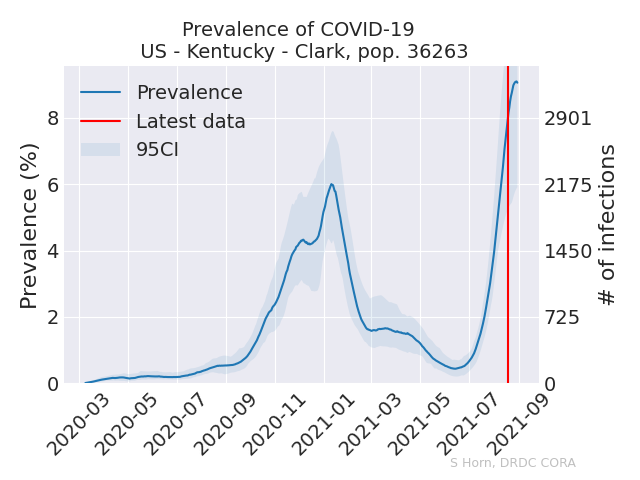 Prevalence of COVID-19
US - Kentucky - Clark, pop. 36263
Prevalence
Latest data
95CI
Prevalence (%)
8
6
4
2
0
2901
2175
1450
725
0
# of infections
2020-03
2020-05
2020-07
2020-09
2020-11
2021-01
2021-03
2021-05
2021-07
2021-09
S Horn, DRDC CORA